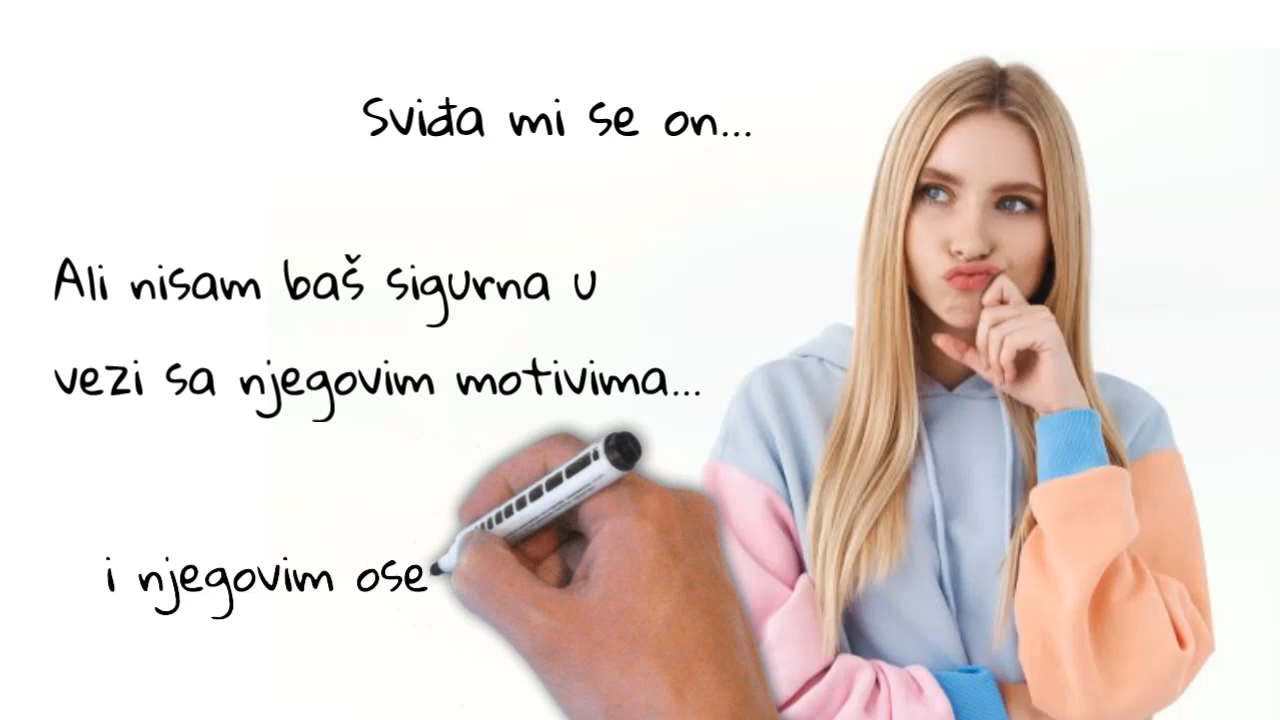 Sviđa mi se on...
Ali nisam baš sigurna u
vezi sa njegovim motivima...
i njegovim ose